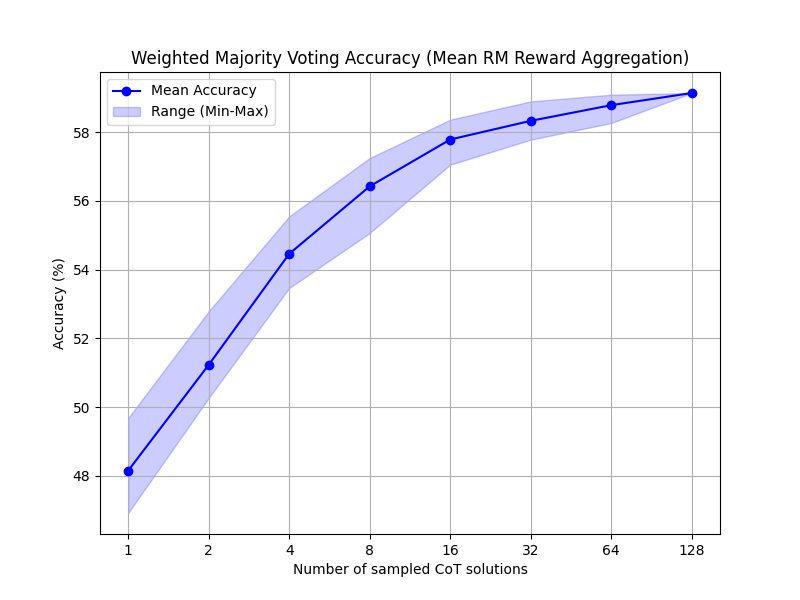 Weighted Majority Voting Accuracy (Mean RM Reward Aggregation)
Mean Accuracy
Range (Min-Max)
58
56
54
52
50
48
Accuracy (%)
1 2 4 8 16 32 64 128
Number of sampled CoT solutions